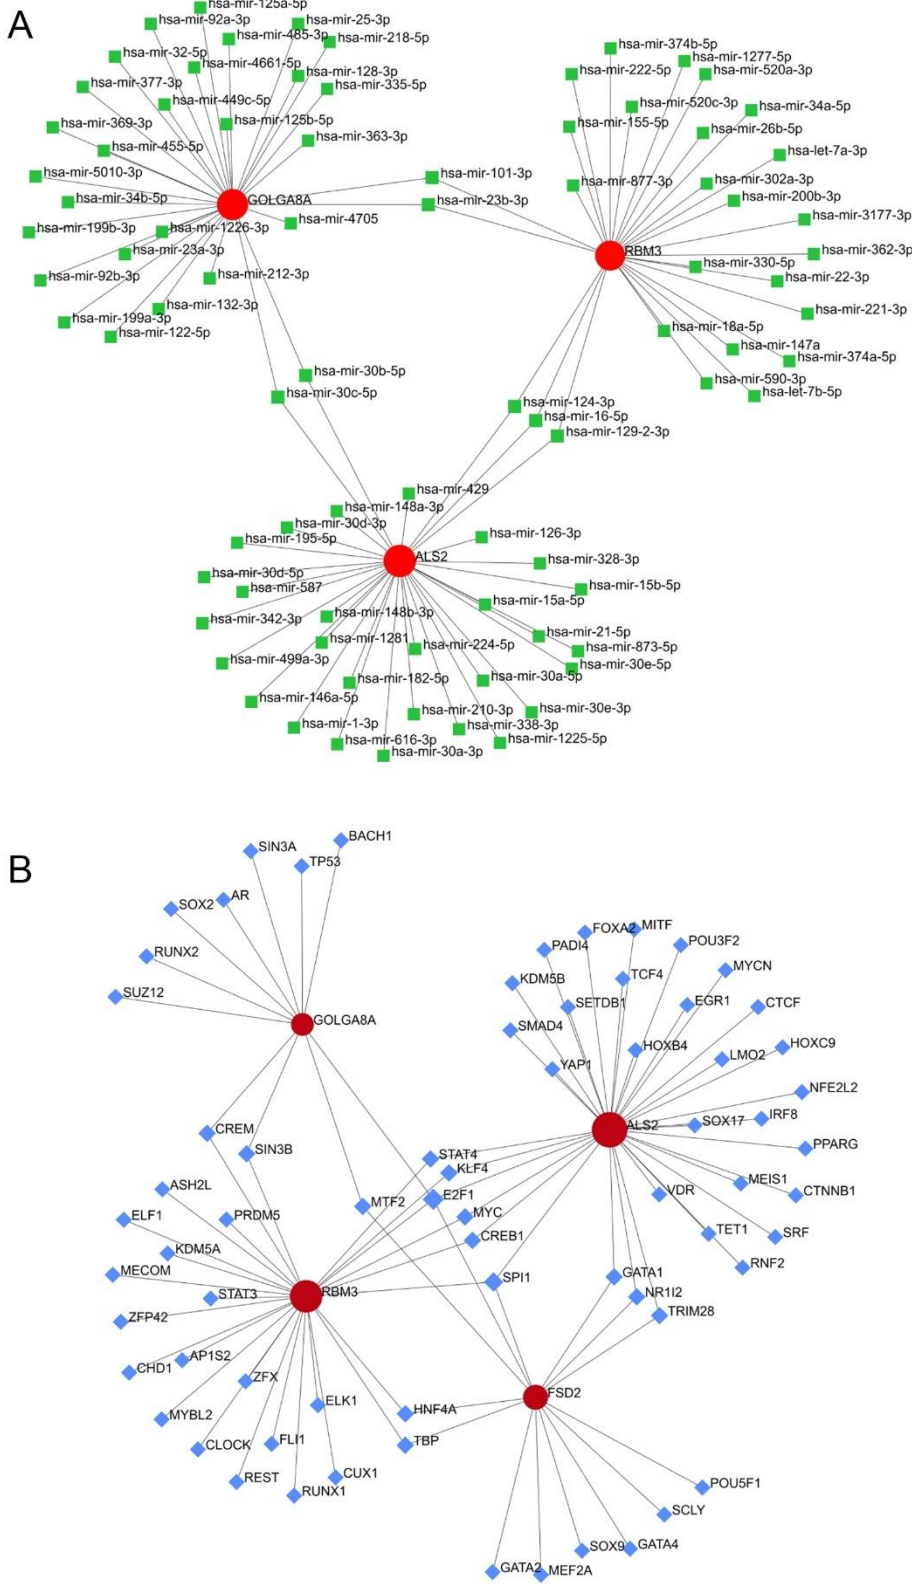 A
hsa-mir-125a-5p
hsa-mir-92a-3p
hsa-mir-25-3p
hsa-mir-485-3p
hsa-mir-218-5p
hsa-mir-32-5p
hsa-mir-4661-5p
hsa-mir-128-3p
hsa-mir-377-3p
hsa-mir-335-5p
hsa-mir-449c-5p
hsa-mir-369-3p
hsa-mir-125b-5p
hsa-mir-363-3p
hsa-mir-455-5p
hsa-mir-5010-3p
hsa-mir-101-3p
hsa-mir-34b-5p
GOLGA8A
hsa-mir-23b-3p
hsa-mir-199b-3p
hsa-mir-1226-3p
hsa-mir-4705
hsa-mir-23a-3p
hsa-mir-92b-3p
hsa-mir-212-3p
hsa-mir-132-3p
hsa-mir-199a-3p
hsa-mir-122-5p
hsa-mir-374b-5p
hsa-mir-1277-5p
hsa-mir-222-5p
hsa-mir-520a-3p
hsa-mir-520c-3p
hsa-mir-34a-5p
hsa-mir-155-5p
hsa-mir-26b-5p
hsa-let-7a-3p
hsa-mir-877-3p
hsa-mir-302a-3p
hsa-mir-200b-3p
hsa-mir-3177-3p
RBM3
hsa-mir-362-3p
hsa-mir-330-5p
hsa-mir-22-3p
hsa-mir-221-3p
hsa-mir-18a-5p
hsa-mir-147a
hsa-mir-374a-5p
hsa-mir-590-3p
hsa-let-7b-5p
hsa-mir-30b-5p
hsa-mir-30c-5p
hsa-mir-124-3p
hsa-mir-16-5p
hsa-mir-129-2-3p
hsa-mir-429
hsa-mir-148a-3p
hsa-mir-30d-3p
hsa-mir-195-5p
hsa-mir-126-3p
ALS2
hsa-mir-328-3p
hsa-mir-30d-5p
hsa-mir-587
hsa-mir-15b-5p
hsa-mir-15a-5p
hsa-mir-342-3p
hsa-mir-148b-3p
hsa-mir-21-5p
hsa-mir-1281
hsa-mir-224-5p
hsa-mir-873-5p
hsa-mir-499a-3p
hsa-mir-30e-5p
hsa-mir-182-5p
hsa-mir-30a-5p
hsa-mir-146a-5p
hsa-mir-210-3p
hsa-mir-30e-3p
hsa-mir-1-3p
hsa-mir-338-3p
hsa-mir-616-3p
hsa-mir-1225-5p
hsa-mir-30a-3p
B
BACH1
SIN3A
TP53
AR
SOX2
RUNX2
SUZ12
GOLGA8A
FOXA2
MITF
PADI4
POU3F2
KDM5B
TCF4
MYCN
SETDB1
EGR1
CTCF
SMAD4
HOXB4
LMO2
HOXC9
YAP1
NFE2L2
ALS2
SOX17
IRF8
PPARG
CREM
SIN3B
STAT4
KLF4
MEIS1
VDR
CTNNB1
ASH2L
MTF2
E2F1
MYC
ELF1
PRDM5
CREB1
TET1
SRF
KDM5A
RNF2
MECOM
SPI1
GATA1
STAT3
RBM3
NR1I2
ZFP42
TRIM28
CHD1
AP1S2
ZFX
FSD2
MYBL2
ELK1
HNF4A
CLOCK
FLI1
TBP
REST
CUX1
RUNX1
POU5F1
SCLY
SOX9
GATA4
GATA2
MEF2A